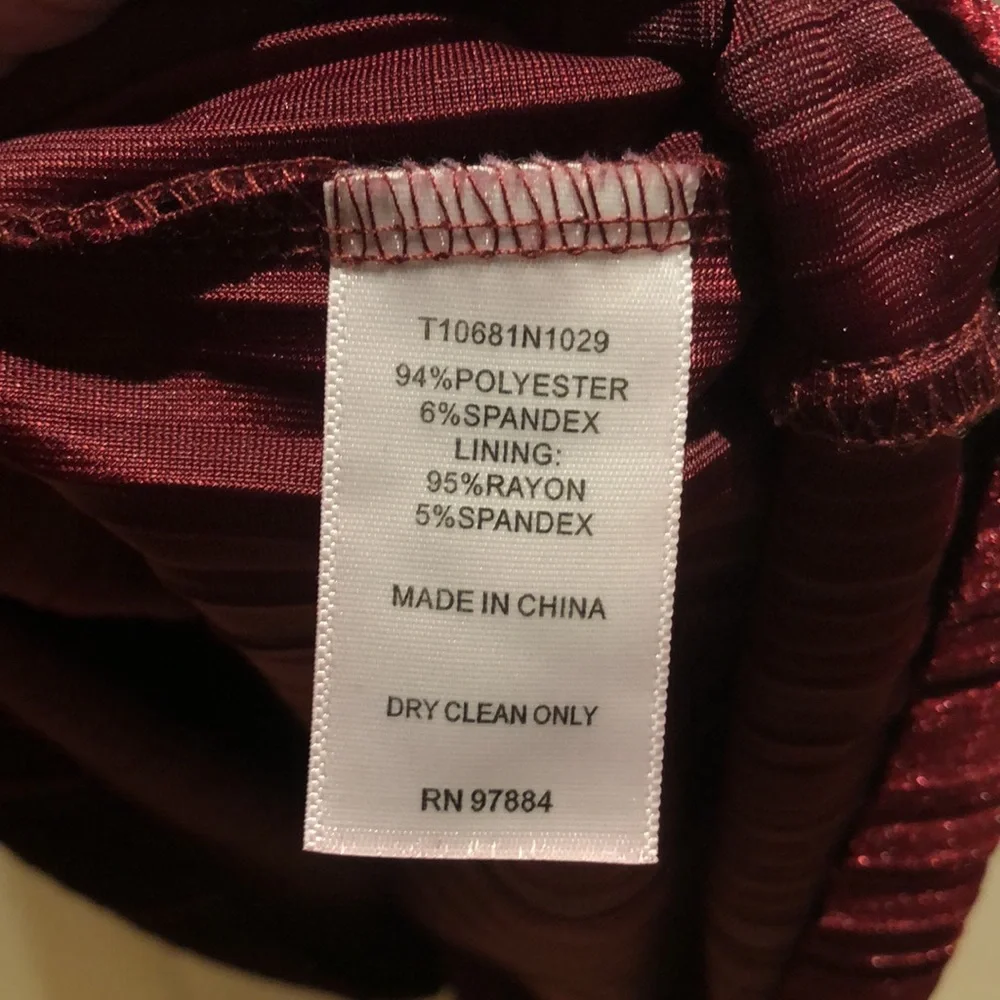 T10681N1029
94%POLYESTER
6%SPANDEX
LINING:
95%RAYON
5%SPANDEX
MADE IN CHINA
DRY CLEAN ONLY
RN 97884